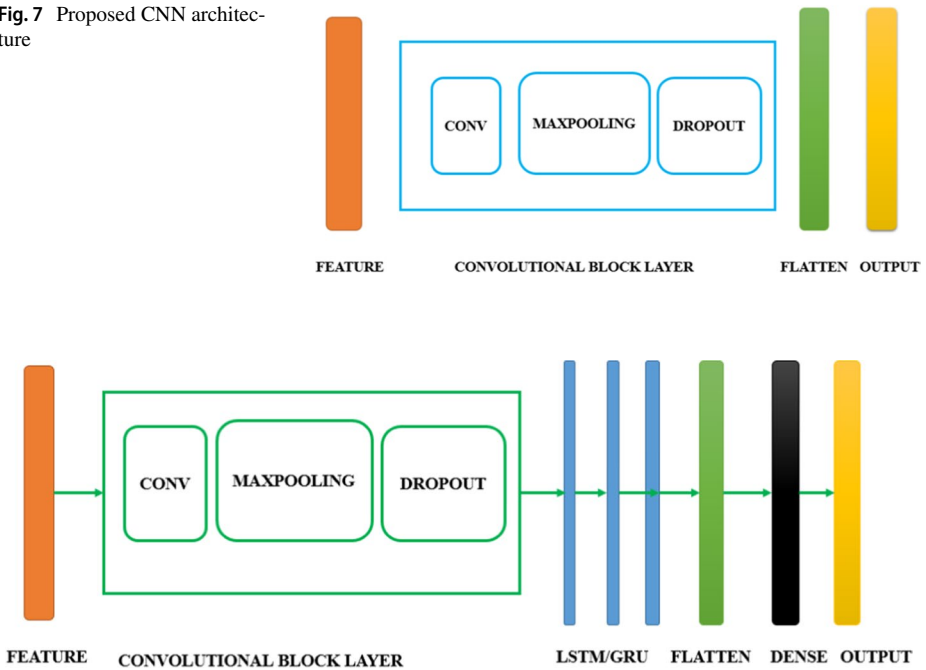 Fig. 7 Proposed CNN architec-
ture
CONV MAXPOOLING DROPOUT
FEATURE CONVOLUTIONAL BLOCK LAYER FLATTEN OUTPUT
CONV MAXPOOLING DROPOUT
FEATURE CONVOLUTIONAL BLOCK LAYER LSTM/GRU FLATTEN DENSE OUTPUT